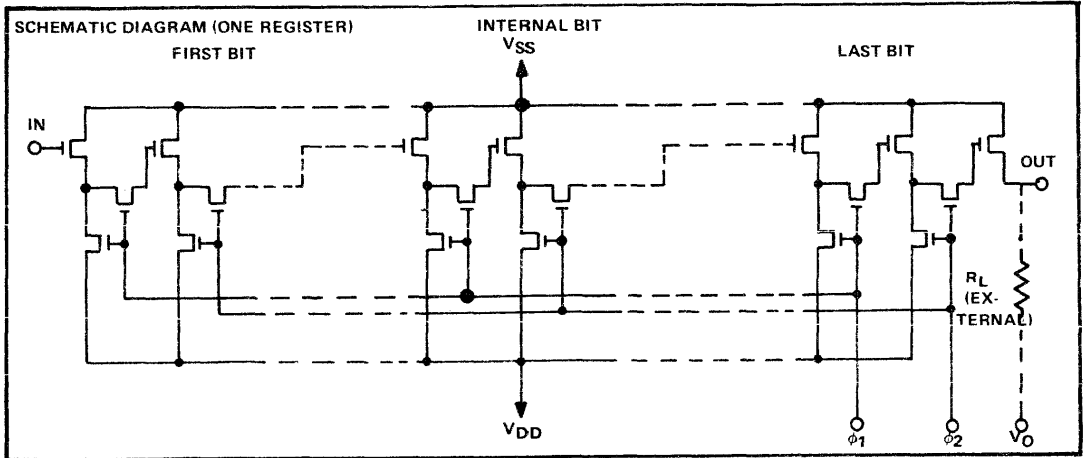 SCHEMATIC DIAGRAM (ONE REGISTER)
FIRST BIT
INTERNAL BIT
LAST BIT
VSS
IN
OUT
RL
(EX-
TERNAL)
VDD
ϕ1
ϕ2
VO